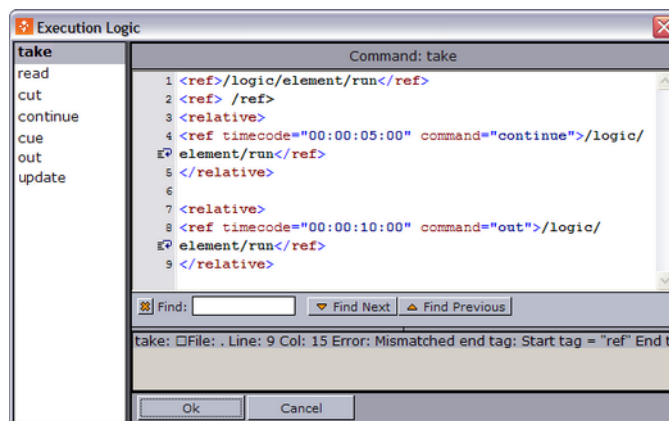 Execution Logic
take
read
cut
continue
cue
out
update
Command: take
1 <ref>/logic/element/run</ref>
2 <ref> /ref>
3 <relative>
4 <ref timecode="00:00:05:00" command="continue">/logic/
element/run</ref>
5 </relative>
6
7 <relative>
8 <ref timecode="00:00:10:00" command="out">/logic/
element/run</ref>
9 </relative>
Find:
Find Next
Find Previous
take: □File: . Line: 9 Col: 15 Error: Mismatched end tag: Start tag = "ref" End t
Ok
Cancel